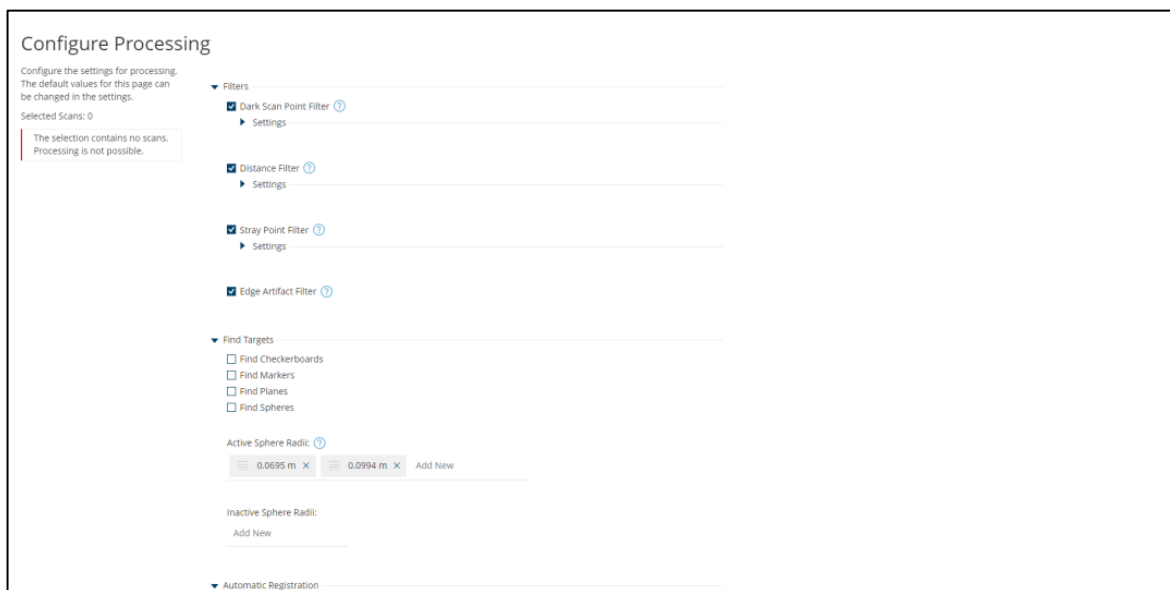 Configure Processing
Configure the settings for processing.
The default values for this page can
be changed in the settings.
Selected Scans: 0
The selection contains no scans.
Processing is not possible.
Filters
Dark Scan Point Filter ?
Settings
Distance Filter ?
Settings
Stray Point Filter ?
Settings
Edge Artifact Filter ?
Find Targets
Find Checkerboards
Find Markers
Find Planes
Find Spheres
Active Sphere Radii: ?
0.0695 m × 0.0994 m × Add New
Inactive Sphere Radii:
Add New
Automatic Registration